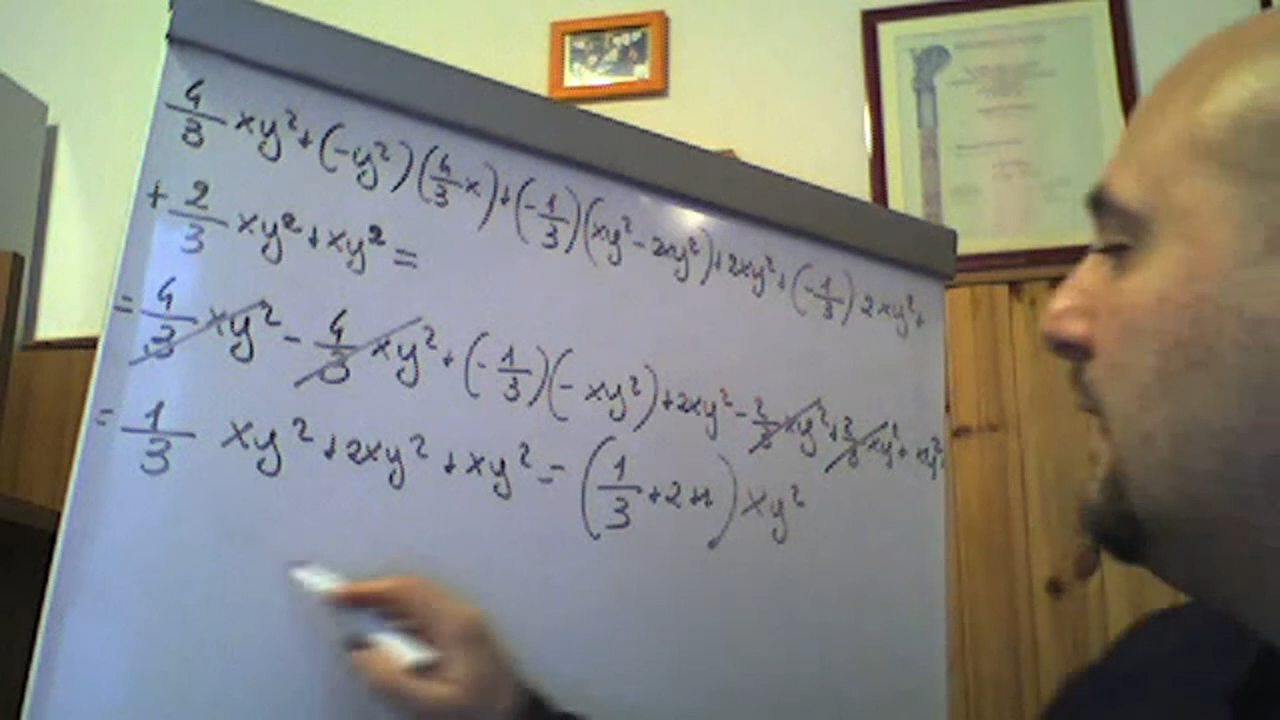 4/3 xy² + (-y²)(4/3 x) + (-1/3)(xy² - 2xy²) + 2xy² + (-1/3) 2xy² +
+ 2/3 xy² + xy² =
= 4/3 xy² - 4/3 xy² + (-1/3)(-xy²) + 2xy² - 2/3 xy² + 2/3 xy² + xy²
= 1/3 xy² + 2xy² + xy² = (1/3 + 2 + 1) xy²